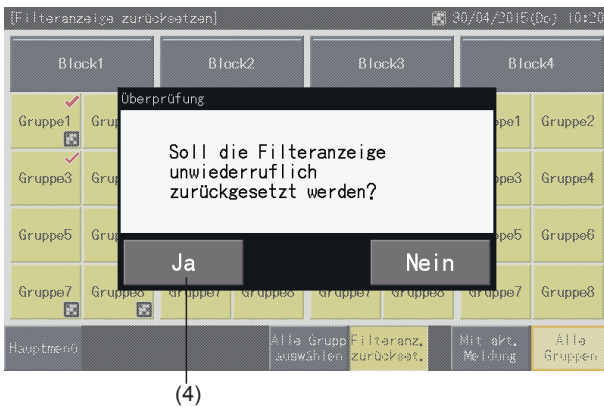 [Filteranzeige zurücksetzen] 30/04/2015(Do) 10:20
Block1 Block2 Block3 Block4
Überprüfung
Gruppe1 Gruppe2
Soll die Filteranzeige
unwiederruflich
zurückgesetzt werden?
Gruppe3 Gruppe4
Gruppe5 Gruppe6
Ja Nein
Gruppe7 Gruppe8 Gruppe7 Gruppe8 Gruppe7 Gruppe8 Gruppe7 Gruppe8
Hauptmenü
Alle Grupp
auswählen
Filteranz.
zurückset.
Mit akt.
Meldung
Alle
Gruppen
(4)